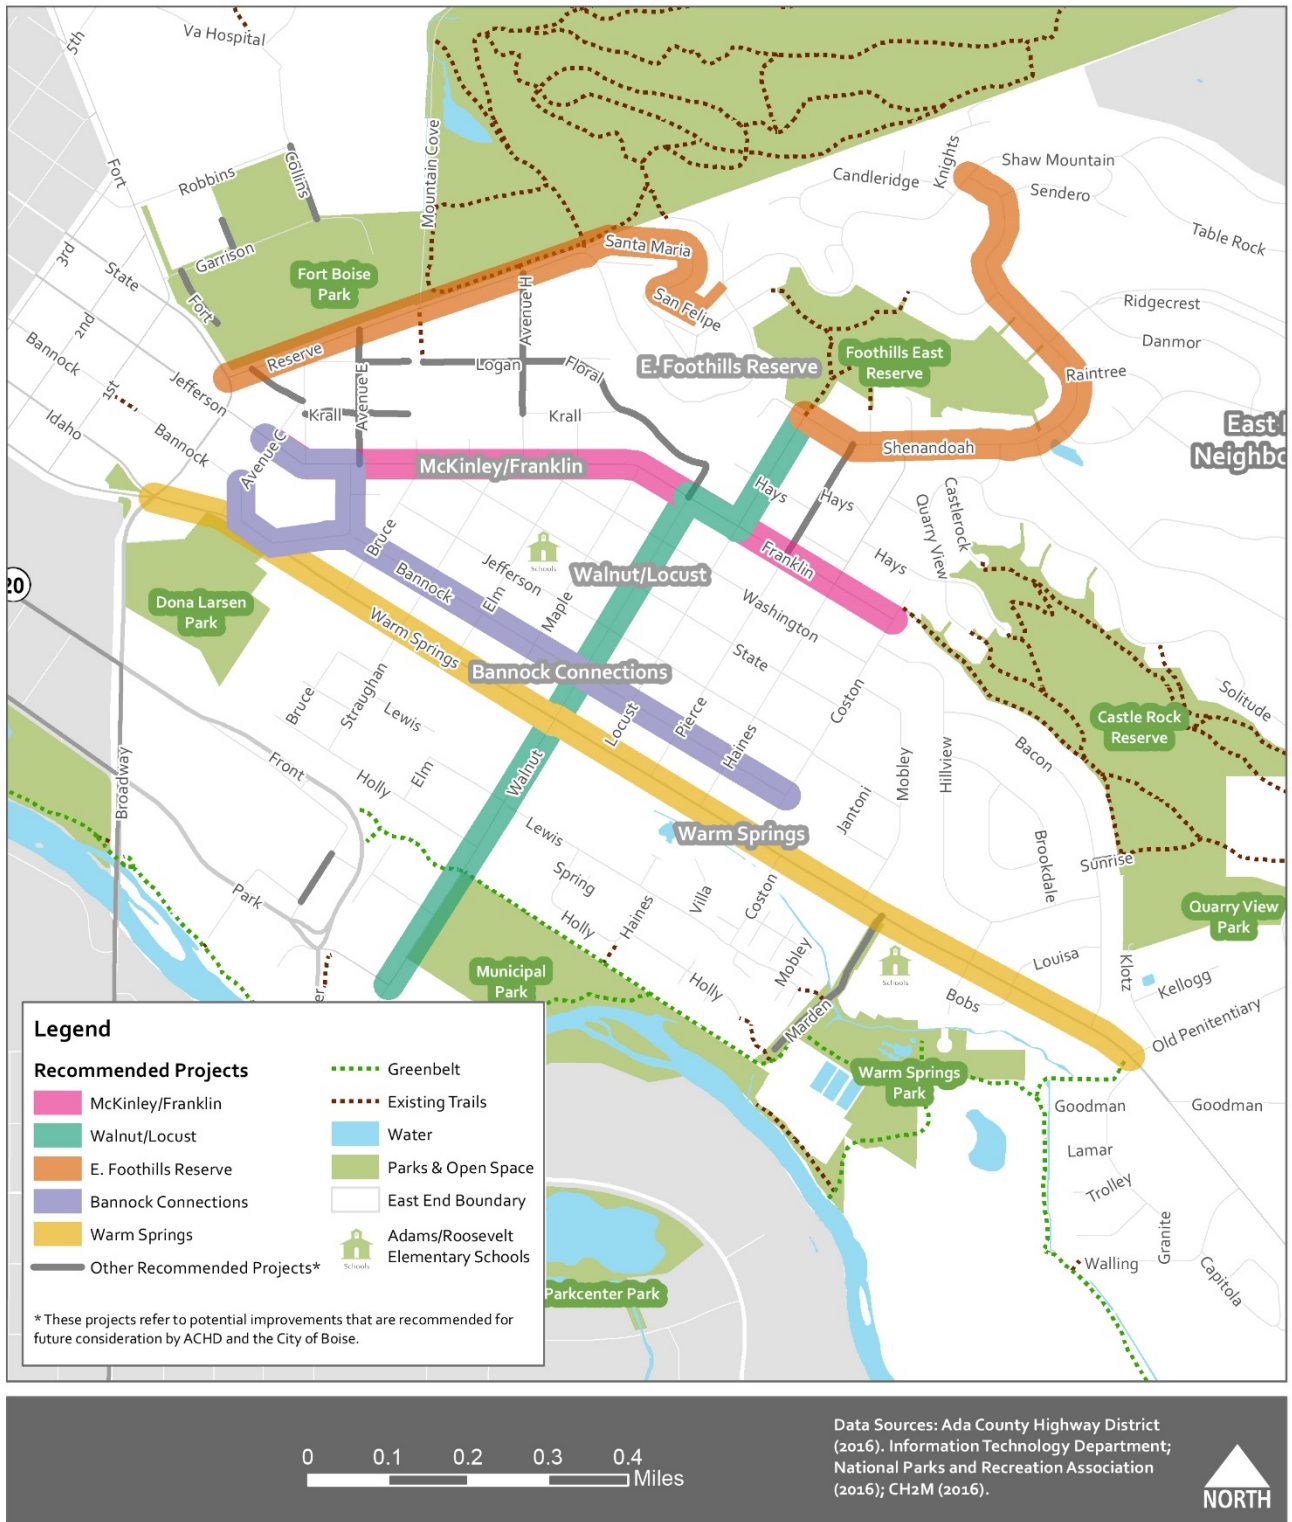 5th
Va Hospital
Fort
Robbins
Collins
Mountain Cove
Knights
Shaw Mountain
Candleridge
Sendero
Table Rock
3rd
State
Garrison
Fort Boise
Park
Fort
Santa Maria
San Felipe
Avenue H
2nd
Bannock
Reserve
Ridgecrest
Danmor
Jefferson
1st
Logan
Floral
E. Foothills Reserve
Foothills East
Reserve
Raintree
Avenue E
Krall
Krall
Idaho
Bannock
Avenue C
McKinley/Franklin
Shenandoah
East
Neighbo
Hays
Hays
Castlerock
Quarry View
Bruce
Schools
Jefferson
Franklin
Hays
20
Bannock
Elm
Walnut/Locust
Maple
Washington
Dona Larsen
Park
Warm Springs
State
Bannock Connections
Bruce
Straughan
Lewis
Locust
Pierce
Haines
Coston
Solitude
Castle Rock
Reserve
Broadway
Front
Holly
Elm
Walnut
Mobley
Hillview
Bacon
Jantoni
Warm Springs
Lewis
Spring
Holly
Haines
Villa
Coston
Brookdale
Sunrise
Park
Quarry View
Park
Municipal
Park
Mobley
Holly
Schools
Louisa
Klotz
Kellogg
er
Bobs
Marden
Old Penitentiary
Warm Springs
Park
Goodman
Goodman
Lamar
Trolley
Granite
Walling
Capitola
Parkcenter Park
Legend
Recommended Projects
McKinley/Franklin
Walnut/Locust
E. Foothills Reserve
Bannock Connections
Warm Springs
Other Recommended Projects*
Greenbelt
Existing Trails
Water
Parks & Open Space
East End Boundary
Schools
Adams/Roosevelt
Elementary Schools
* These projects refer to potential improvements that are recommended for
future consideration by ACHD and the City of Boise.
0 0.1 0.2 0.3 0.4
Miles
Data Sources: Ada County Highway District
(2016). Information Technology Department;
National Parks and Recreation Association
(2016); CH2M (2016).
NORTH